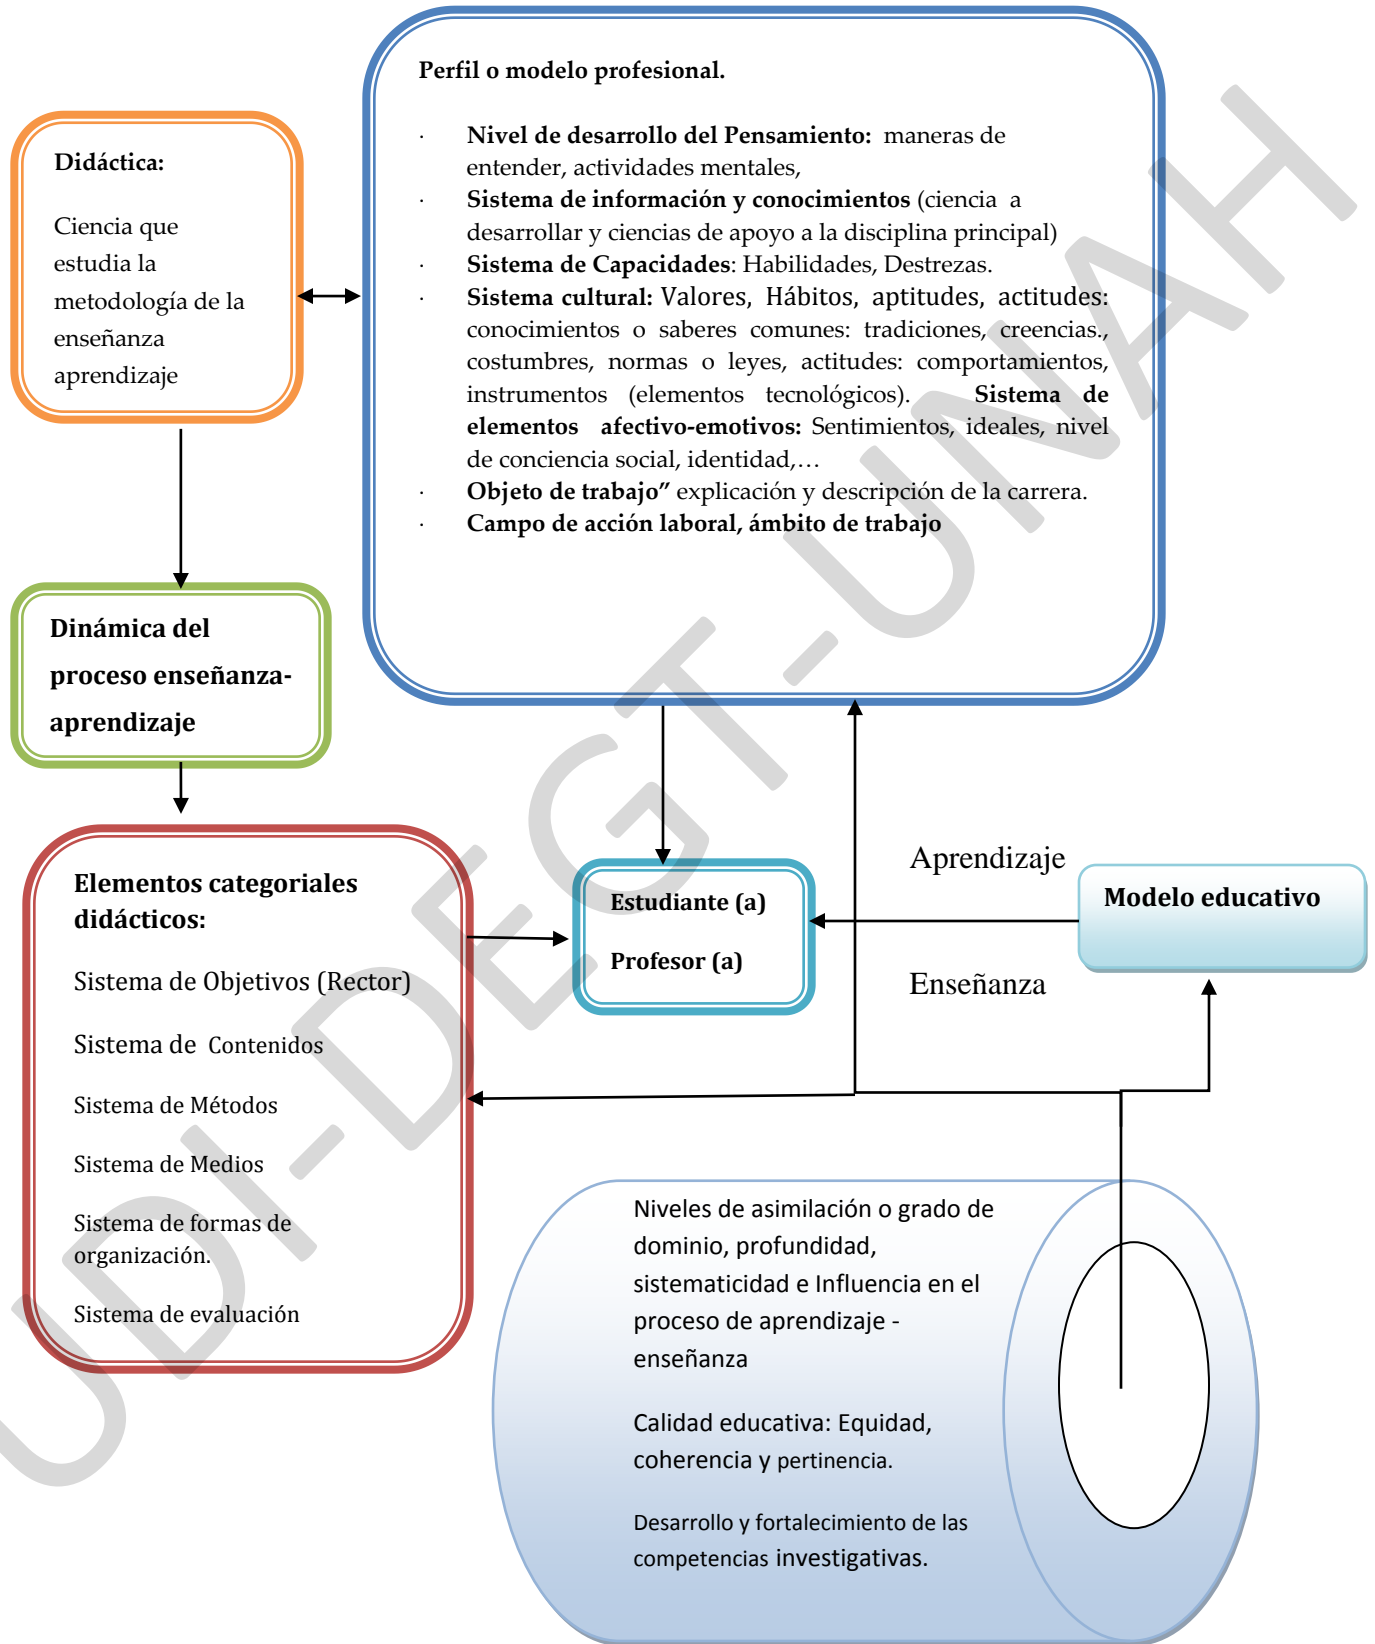 Perfil o modelo profesional.
· Nivel de desarrollo del Pensamiento: maneras de
entender, actividades mentales,
· Sistema de información y conocimientos (ciencia a
desarrollar y ciencias de apoyo a la disciplina principal)
· Sistema de Capacidades: Habilidades, Destrezas.
· Sistema cultural: Valores, Hábitos, aptitudes, actitudes:
conocimientos o saberes comunes: tradiciones, creencias.,
costumbres, normas o leyes, actitudes: comportamientos,
instrumentos (elementos tecnológicos). Sistema de
elementos afectivo-emotivos: Sentimientos, ideales, nivel
de conciencia social, identidad,…
· Objeto de trabajo” explicación y descripción de la carrera.
· Campo de acción laboral, ámbito de trabajo
Didáctica:
Ciencia que
estudia la
metodología de la
enseñanza
aprendizaje
Dinámica del
proceso enseñanza-
aprendizaje
Elementos categoriales
didácticos:
Sistema de Objetivos (Rector)
Sistema de Contenidos
Sistema de Métodos
Sistema de Medios
Sistema de formas de
organización.
Sistema de evaluación
Estudiante (a)
Profesor (a)
Aprendizaje
Enseñanza
Modelo educativo
Niveles de asimilación o grado de
dominio, profundidad,
sistematicidad e Influencia en el
proceso de aprendizaje -
enseñanza
Calidad educativa: Equidad,
coherencia y pertinencia.
Desarrollo y fortalecimiento de las
competencias investigativas.
UDI-DEGT-UNAH